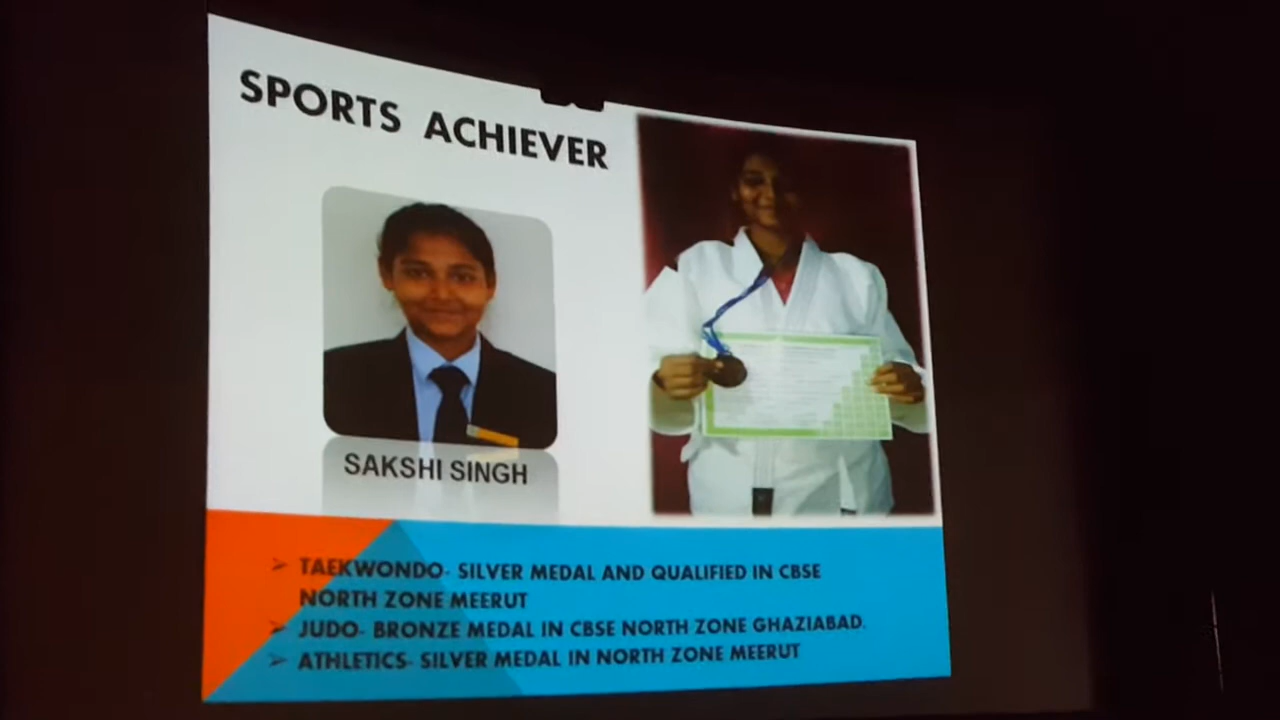 SPORTS ACHIEVER
SAKSHI SINGH
➢ TAEKWONDO- SILVER MEDAL AND QUALIFIED IN CBSE
NORTH ZONE MEERUT
➢ JUDO- BRONZE MEDAL IN CBSE NORTH ZONE GHAZIABAD.
➢ ATHLETICS- SILVER MEDAL IN NORTH ZONE MEERUT